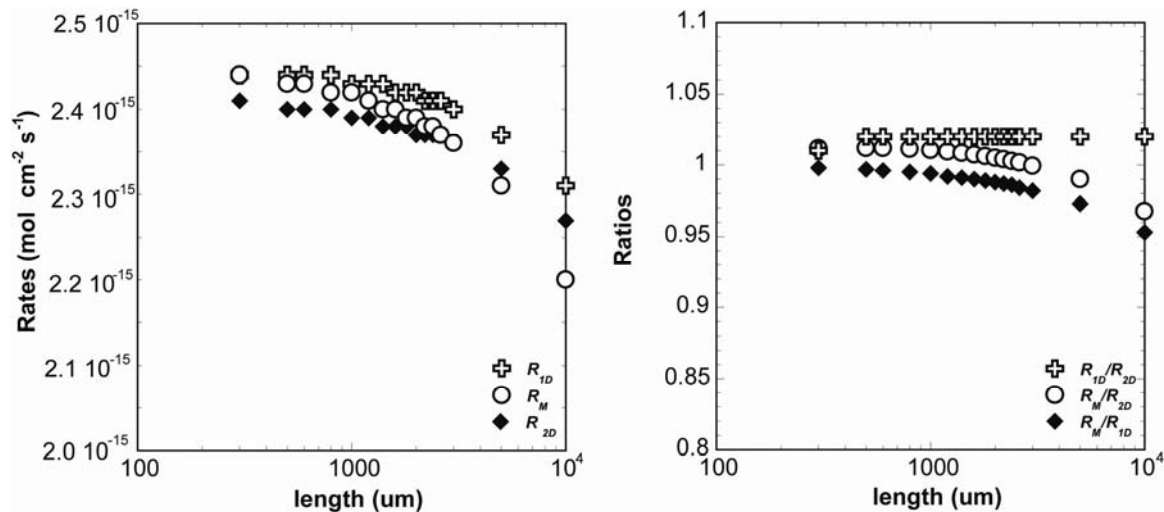 Rates (mol cm⁻² s⁻¹)
2.5 10⁻¹⁵
2.4 10⁻¹⁵
2.3 10⁻¹⁵
2.2 10⁻¹⁵
2.1 10⁻¹⁵
2.0 10⁻¹⁵
R₁D
R_M
R₂D
100
1000
10⁴
length (um)
Ratios
1.1
1.05
1
0.95
0.9
0.85
0.8
R₁D/R₂D
R_M/R₂D
R_M/R₁D
100
1000
10⁴
length (um)